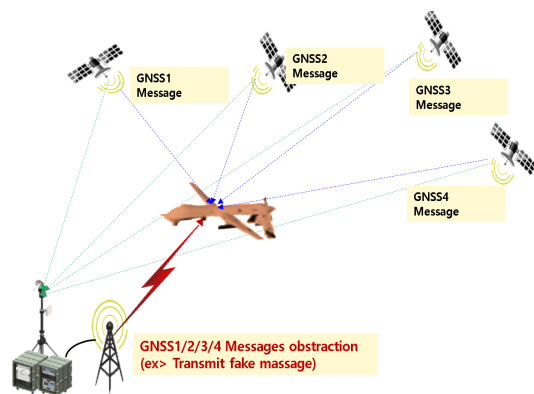 GNSS1
Message
GNSS2
Message
GNSS3
Message
GNSS4
Message
GNSS1/2/3/4 Messages obstraction
(ex> Transmit fake massage)